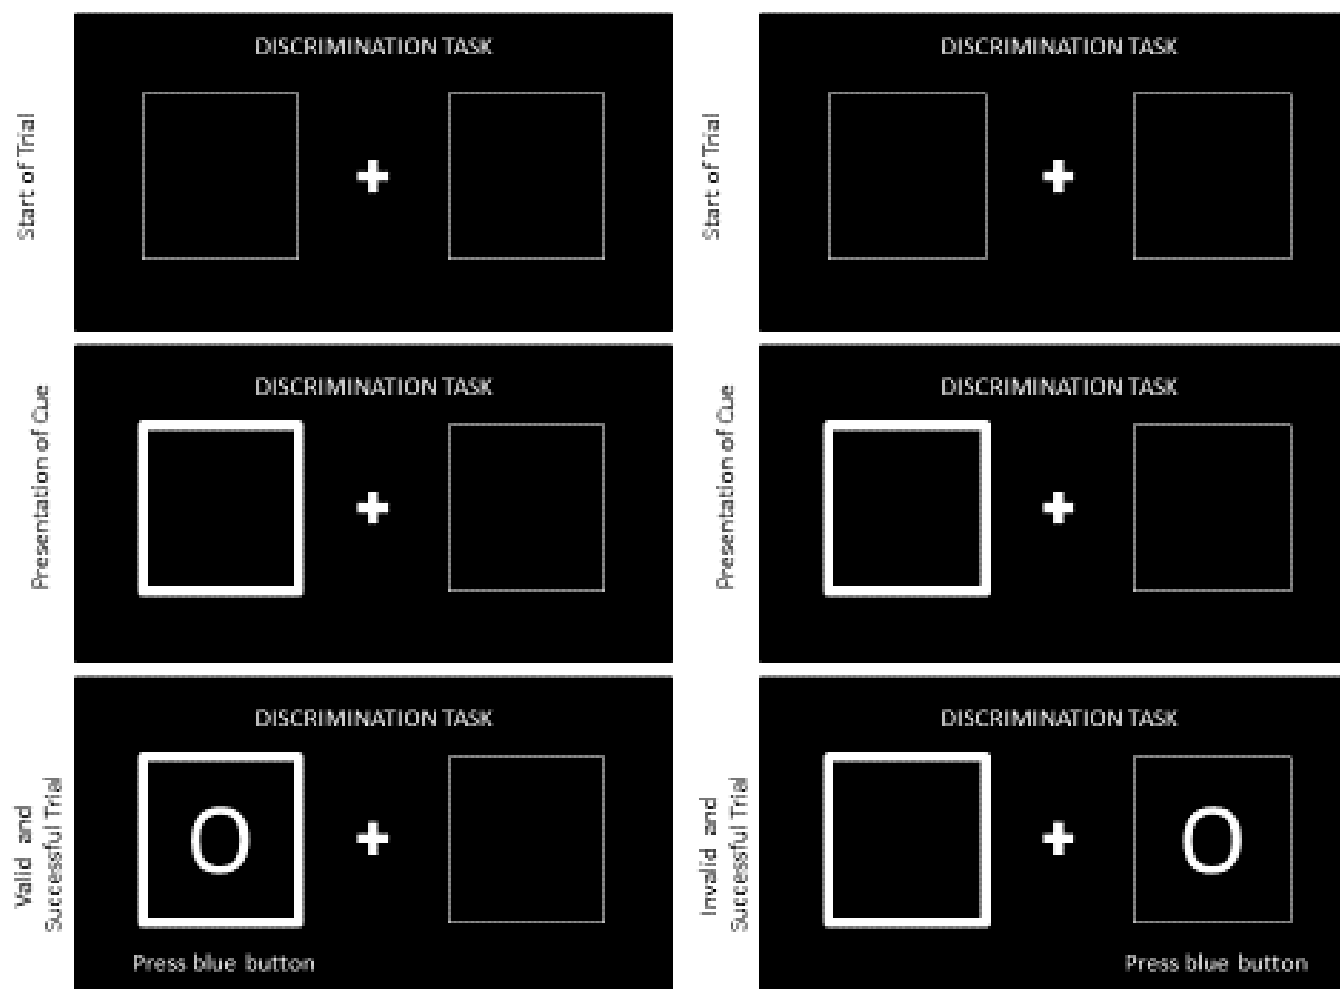 Start of Trial
DISCRIMINATION TASK
Start of Trial
DISCRIMINATION TASK
Presentation of Cue
DISCRIMINATION TASK
Presentation of Cue
DISCRIMINATION TASK
Valid and
Successful Trial
DISCRIMINATION TASK
O
Press blue button
Invalid and
Successful Trial
DISCRIMINATION TASK
O
Press blue button